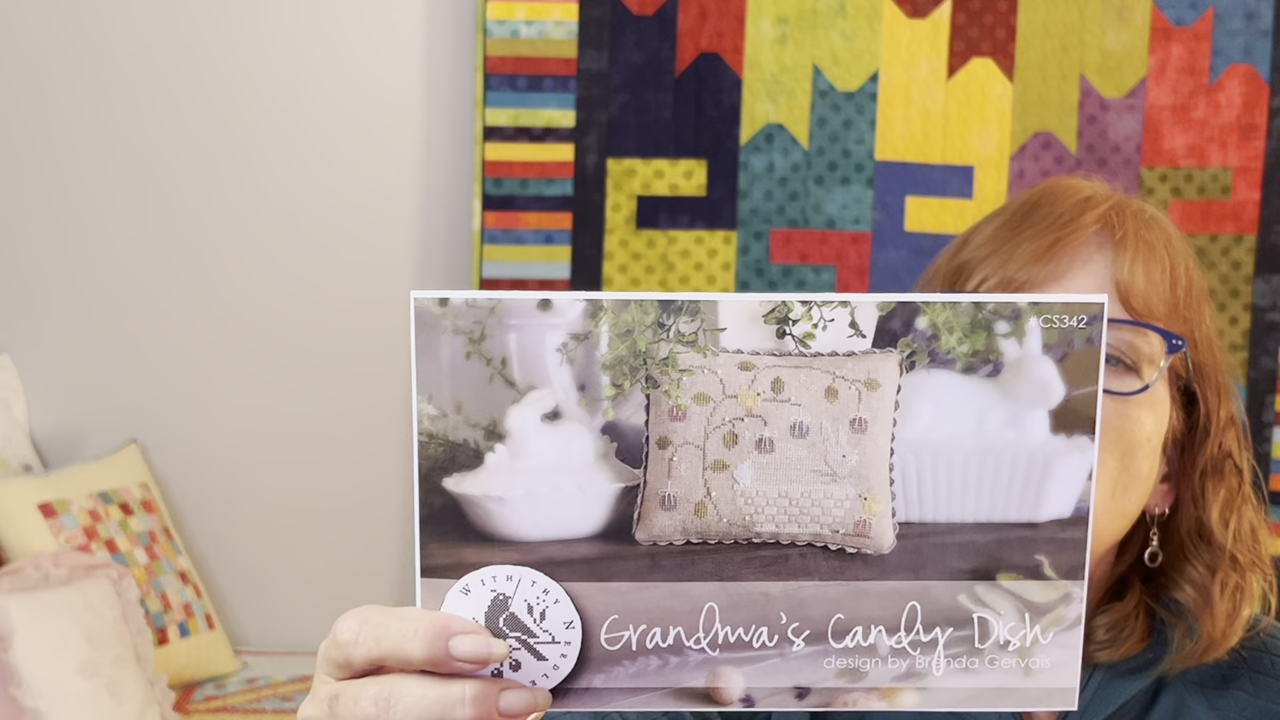 #CS342
WITH THY NEEDLE
Grandma's Candy Dish
design by Brenda Gervais